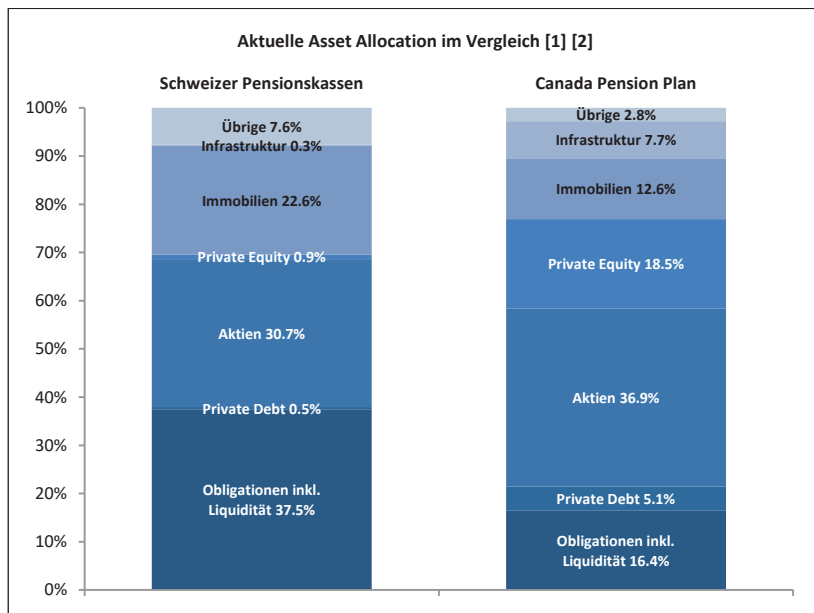 Aktuelle Asset Allocation im Vergleich [1] [2]
Schweizer Pensionskassen
Canada Pension Plan
100%
90%
80%
70%
60%
50%
40%
30%
20%
10%
0%
Übrige 7.6%
Infrastruktur 0.3%
Immobilien 22.6%
Private Equity 0.9%
Aktien 30.7%
Private Debt 0.5%
Obligationen inkl.
Liquidität 37.5%
Übrige 2.8%
Infrastruktur 7.7%
Immobilien 12.6%
Private Equity 18.5%
Aktien 36.9%
Private Debt 5.1%
Obligationen inkl.
Liquidität 16.4%